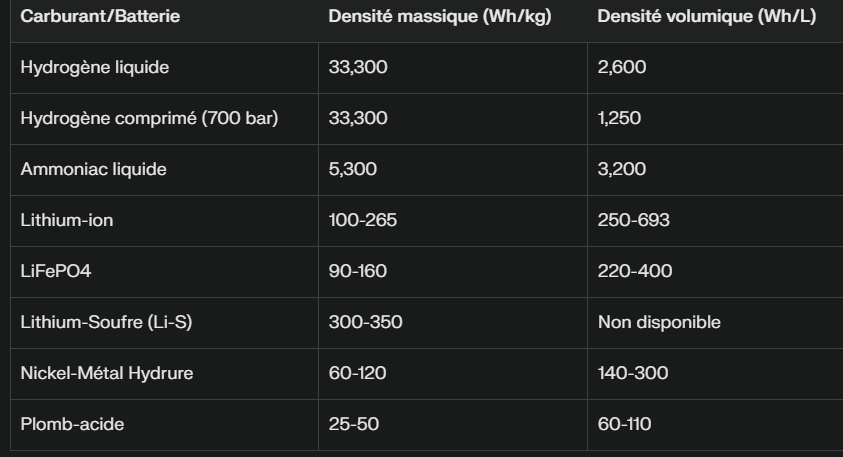 Carburant/Batterie Densité massique (Wh/kg) Densité volumique (Wh/L)
Hydrogène liquide 33,300 2,600
Hydrogène comprimé (700 bar) 33,300 1,250
Ammoniac liquide 5,300 3,200
Lithium-ion 100-265 250-693
LiFePO4 90-160 220-400
Lithium-Soufre (Li-S) 300-350 Non disponible
Nickel-Métal Hydrure 60-120 140-300
Plomb-acide 25-50 60-110